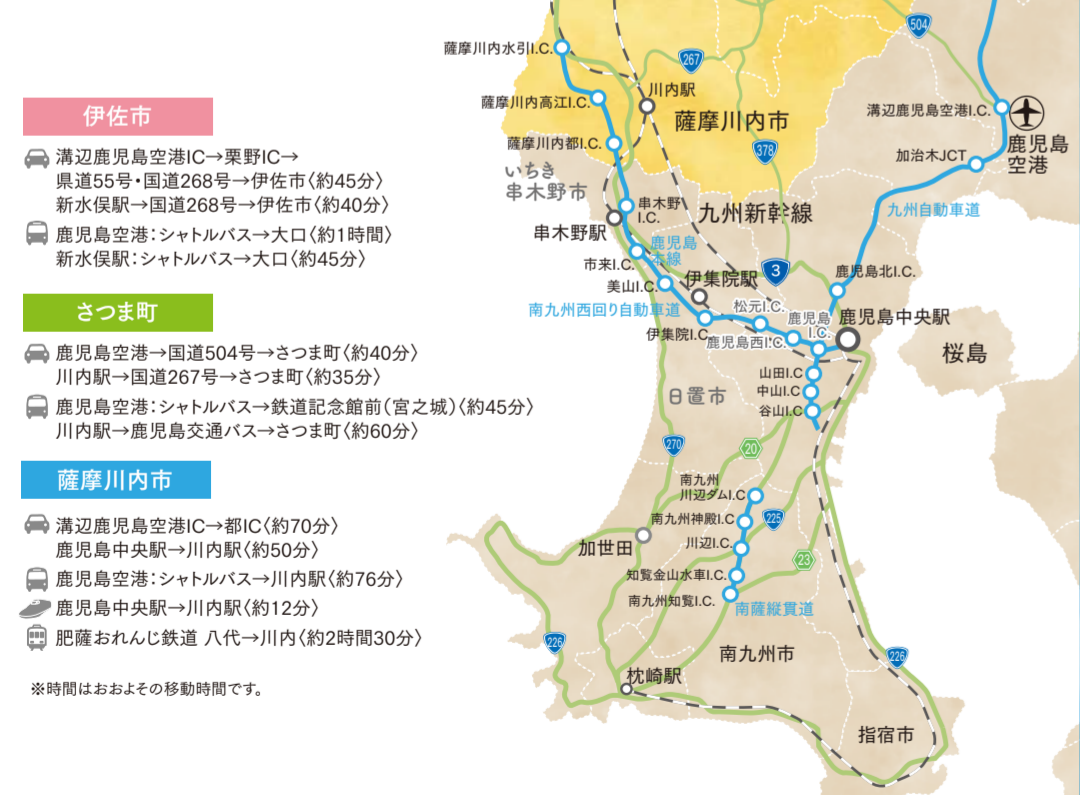 伊佐市
溝辺鹿児島空港IC→栗野IC→
県道55号・国道268号→伊佐市〈約45分〉
新水俣駅→国道268号→伊佐市〈約40分〉
鹿児島空港：シャトルバス→大口〈約1時間〉
新水俣駅：シャトルバス→大口〈約45分〉
さつま町
鹿児島空港→国道504号→さつま町〈約40分〉
川内駅→国道267号→さつま町〈約35分〉
鹿児島空港：シャトルバス→鉄道記念館前（宮之城）〈約45分〉
川内駅→鹿児島交通バス→さつま町〈約60分〉
薩摩川内市
溝辺鹿児島空港IC→都IC〈約70分〉
鹿児島中央駅→川内駅〈約50分〉
鹿児島空港：シャトルバス→川内駅〈約76分〉
鹿児島中央駅→川内駅〈約12分〉
肥薩おれんじ鉄道 八代→川内〈約2時間30分〉
※時間はおおよその移動時間です。
504
薩摩川内水引I.C.
267
川内駅
薩摩川内高江I.C.
薩摩川内市
溝辺鹿児島空港I.C.
鹿児島
空港
薩摩川内都I.C.
378
加治木JCT
いちき
串木野市
串木野
I.C.
九州新幹線
九州自動車道
串木野駅
鹿児島
本線
市来I.C.
3
鹿児島北I.C.
美山I.C.
伊集院駅
南九州西回り自動車道
松元I.C.
鹿児島
I.C.
鹿児島中央駅
伊集院I.C.
鹿児島西I.C.
桜島
山田I.C
中山I.C
谷山I.C
日置市
270
20
南九州
川辺ダムI.C
南九州神殿I.C
225
加世田
川辺I.C.
23
知覧金山水車I.C.
南九州知覧I.C.
南薩縦貫道
226
南九州市
226
枕崎駅
指宿市